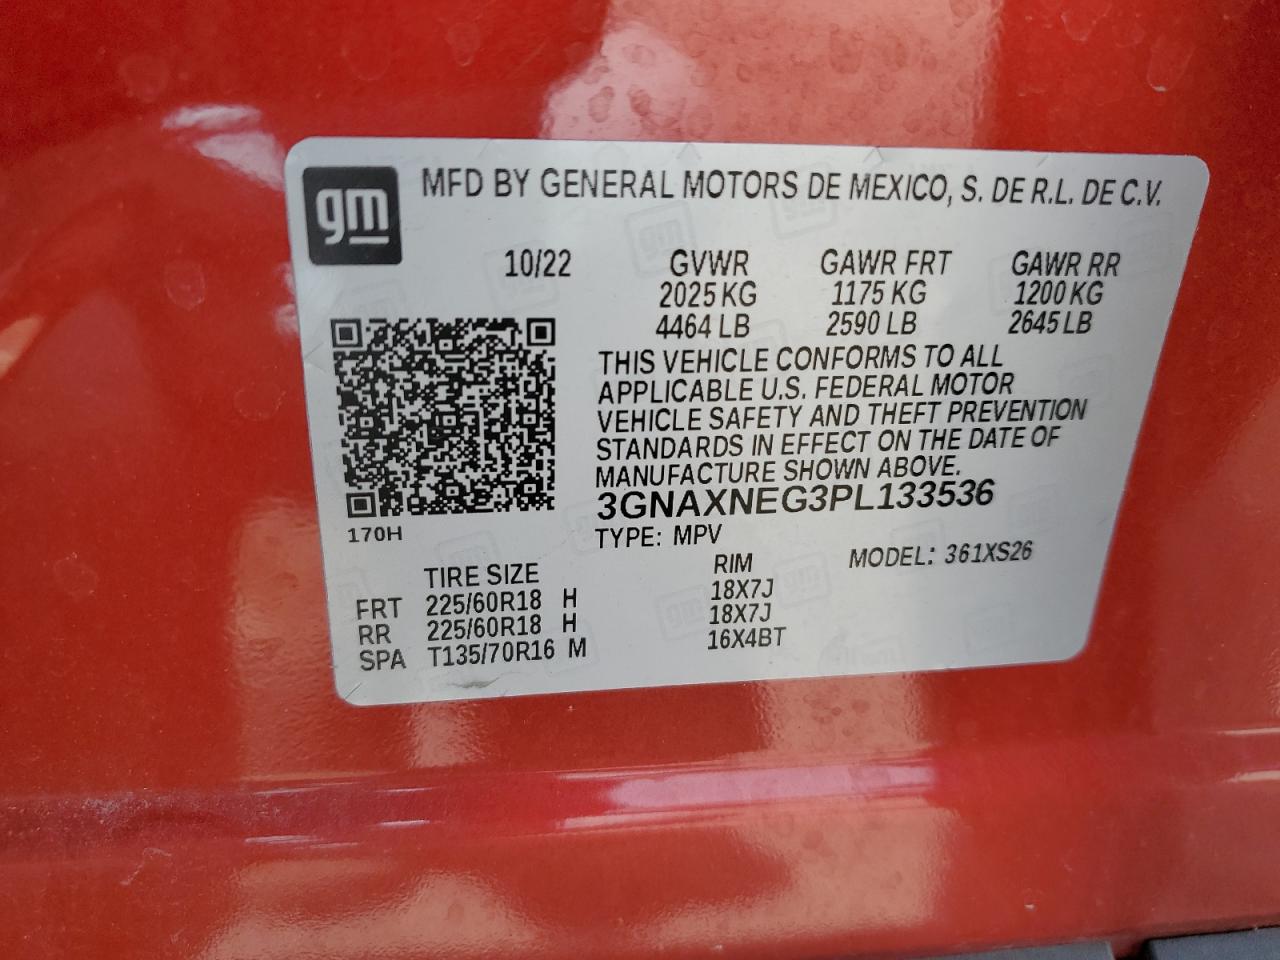 gm
MFD BY GENERAL MOTORS DE MEXICO, S. DE R.L. DE C.V.
10/22 GVWR GAWR FRT GAWR RR
2025 KG 1175 KG 1200 KG
4464 LB 2590 LB 2645 LB
THIS VEHICLE CONFORMS TO ALL
APPLICABLE U.S. FEDERAL MOTOR
VEHICLE SAFETY AND THEFT PREVENTION
STANDARDS IN EFFECT ON THE DATE OF
MANUFACTURE SHOWN ABOVE.
3GNAXNEG3PL133536
170H
TYPE: MPV MODEL: 361XS26
TIRE SIZE RIM
FRT 225/60R18 H 18X7J
RR 225/60R18 H 18X7J
SPA T135/70R16 M 16X4BT